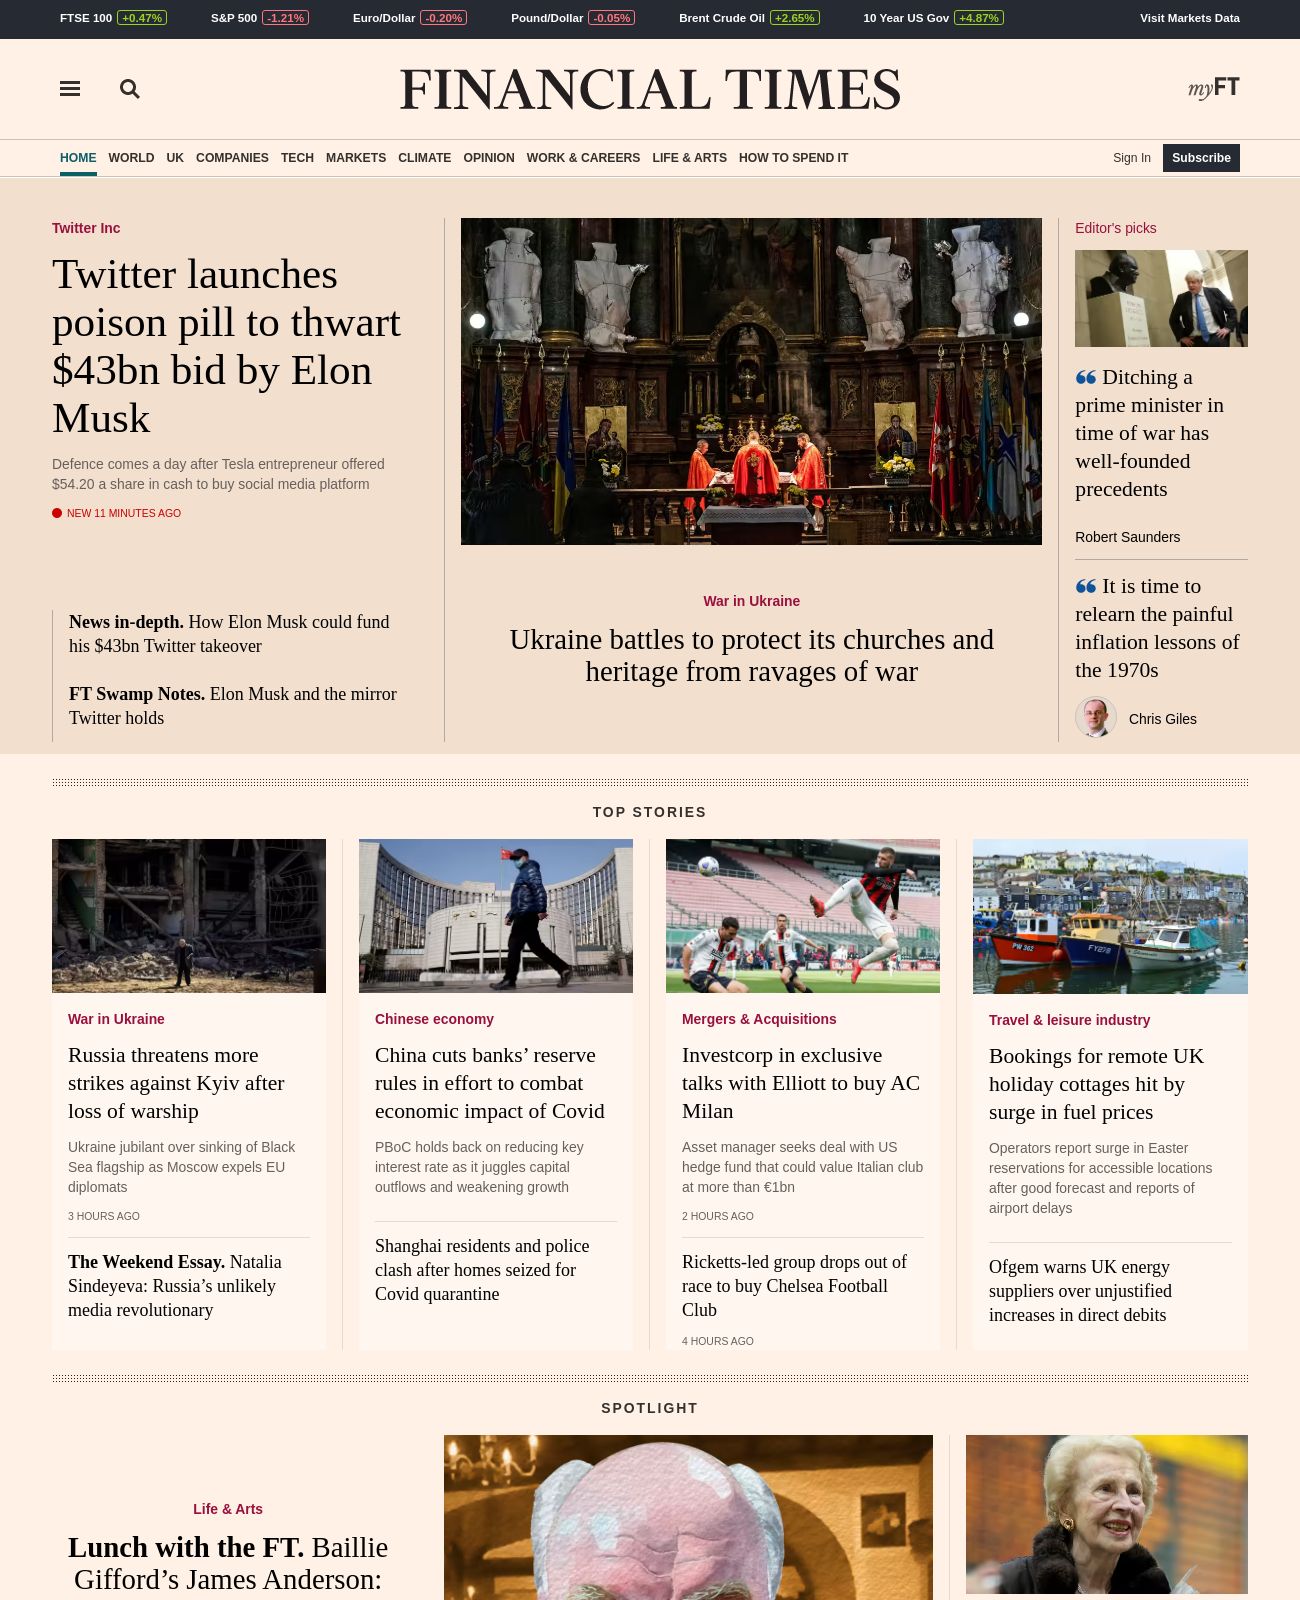 FTSE 100 +0.47% S&P 500 -1.21% Euro/Dollar -0.20% Pound/Dollar -0.05% Brent Crude Oil +2.65% 10 Year US Gov +4.87% Visit Markets Data
FINANCIAL TIMES
myFT
HOME WORLD UK COMPANIES TECH MARKETS CLIMATE OPINION WORK & CAREERS LIFE & ARTS HOW TO SPEND IT Sign In Subscribe
Twitter Inc
Twitter launches
poison pill to thwart
$43bn bid by Elon
Musk
Defence comes a day after Tesla entrepreneur offered
$54.20 a share in cash to buy social media platform
NEW 11 MINUTES AGO
News in-depth. How Elon Musk could fund
his $43bn Twitter takeover
FT Swamp Notes. Elon Musk and the mirror
Twitter holds
War in Ukraine
Ukraine battles to protect its churches and
heritage from ravages of war
Editor's picks
“ Ditching a
prime minister in
time of war has
well-founded
precedents
Robert Saunders
“ It is time to
relearn the painful
inflation lessons of
the 1970s
Chris Giles
TOP STORIES
War in Ukraine
Russia threatens more
strikes against Kyiv after
loss of warship
Ukraine jubilant over sinking of Black
Sea flagship as Moscow expels EU
diplomats
3 HOURS AGO
The Weekend Essay. Natalia
Sindeyeva: Russia’s unlikely
media revolutionary
Chinese economy
China cuts banks’ reserve
rules in effort to combat
economic impact of Covid
PBoC holds back on reducing key
interest rate as it juggles capital
outflows and weakening growth
Shanghai residents and police
clash after homes seized for
Covid quarantine
Mergers & Acquisitions
Investcorp in exclusive
talks with Elliott to buy AC
Milan
Asset manager seeks deal with US
hedge fund that could value Italian club
at more than €1bn
2 HOURS AGO
Ricketts-led group drops out of
race to buy Chelsea Football
Club
4 HOURS AGO
PW 362
FY278
Travel & leisure industry
Bookings for remote UK
holiday cottages hit by
surge in fuel prices
Operators report surge in Easter
reservations for accessible locations
after good forecast and reports of
airport delays
Ofgem warns UK energy
suppliers over unjustified
increases in direct debits
SPOTLIGHT
Life & Arts
Lunch with the FT. Baillie
Gifford’s James Anderson: